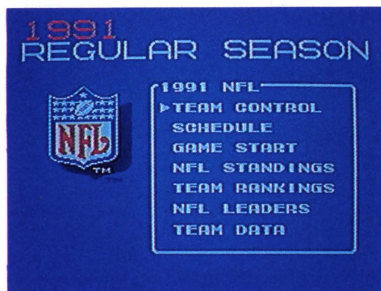 1991
REGULAR SEASON
1991 NFL
TEAM CONTROL
SCHEDULE
GAME START
NFL STANDINGS
TEAM RANKINGS
NFL LEADERS
TEAM DATA
NFL
TM